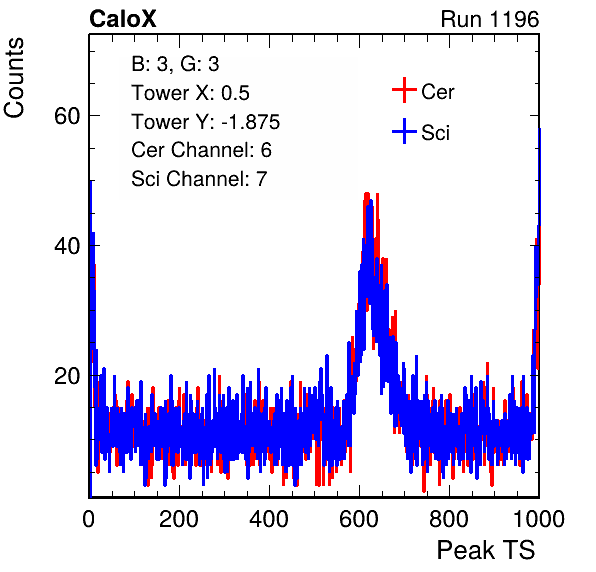 CaloX Run 1196
Counts
B: 3, G: 3
Tower X: 0.5
Tower Y: -1.875
Cer Channel: 6
Sci Channel: 7
Cer
Sci
60
40
20
0 200 400 600 800 1000
Peak TS